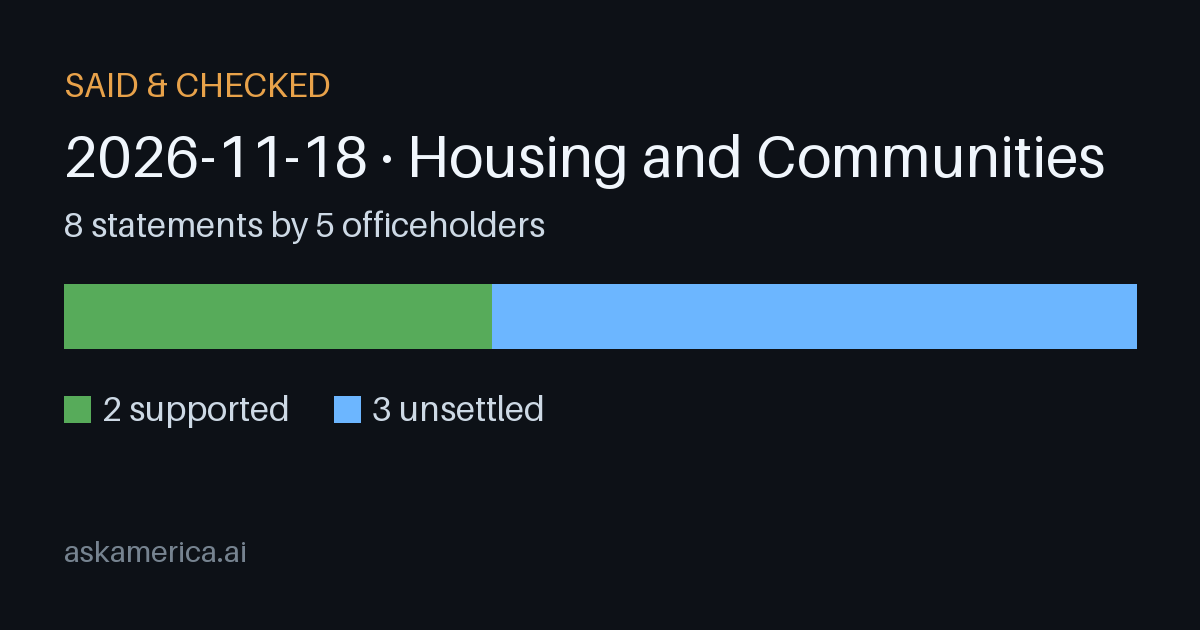 SAID & CHECKED
2026-11-18 · Housing and Communities
8 statements by 5 officeholders
2 supported 3 unsettled
askamerica.ai